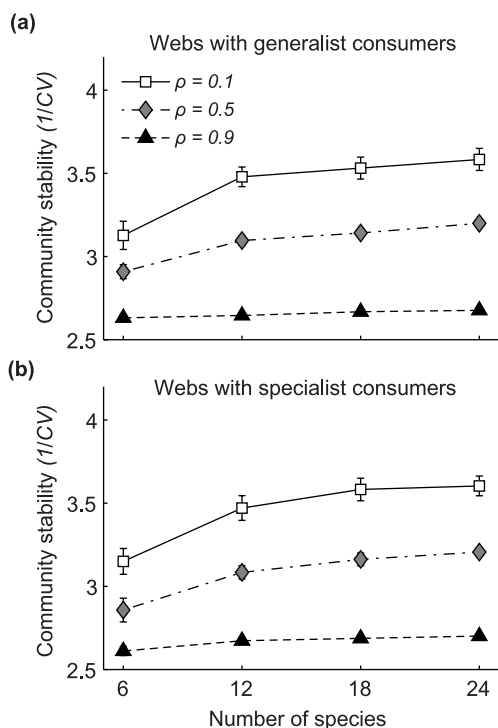 (a)
Webs with generalist consumers
ρ = 0.1
ρ = 0.5
ρ = 0.9
4
3.5
3
2.5
Community stability (1/CV)
(b)
Webs with specialist consumers
4
3.5
3
2.5
Community stability (1/CV)
6 12 18 24
Number of species